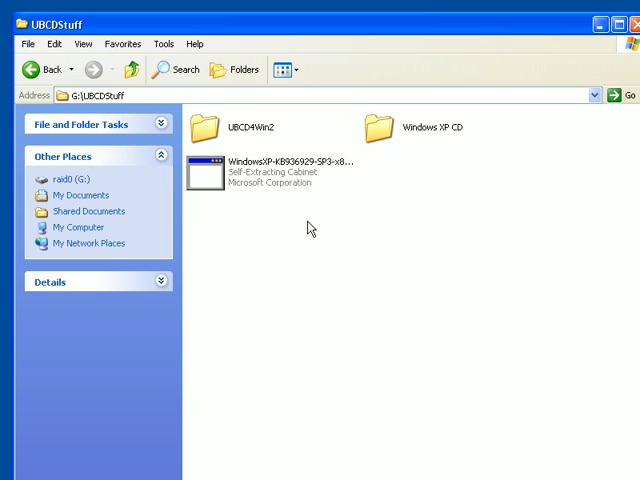 UBCDStuff
File Edit View Favorites Tools Help
Back Search Folders
Address G:\UBCDStuff Go
File and Folder Tasks
Other Places
raid0 (G:)
My Documents
Shared Documents
My Computer
My Network Places
Details
UBCD4Win2
Windows XP CD
WindowsXP-KB936929-SP3-x8...
Self-Extracting Cabinet
Microsoft Corporation